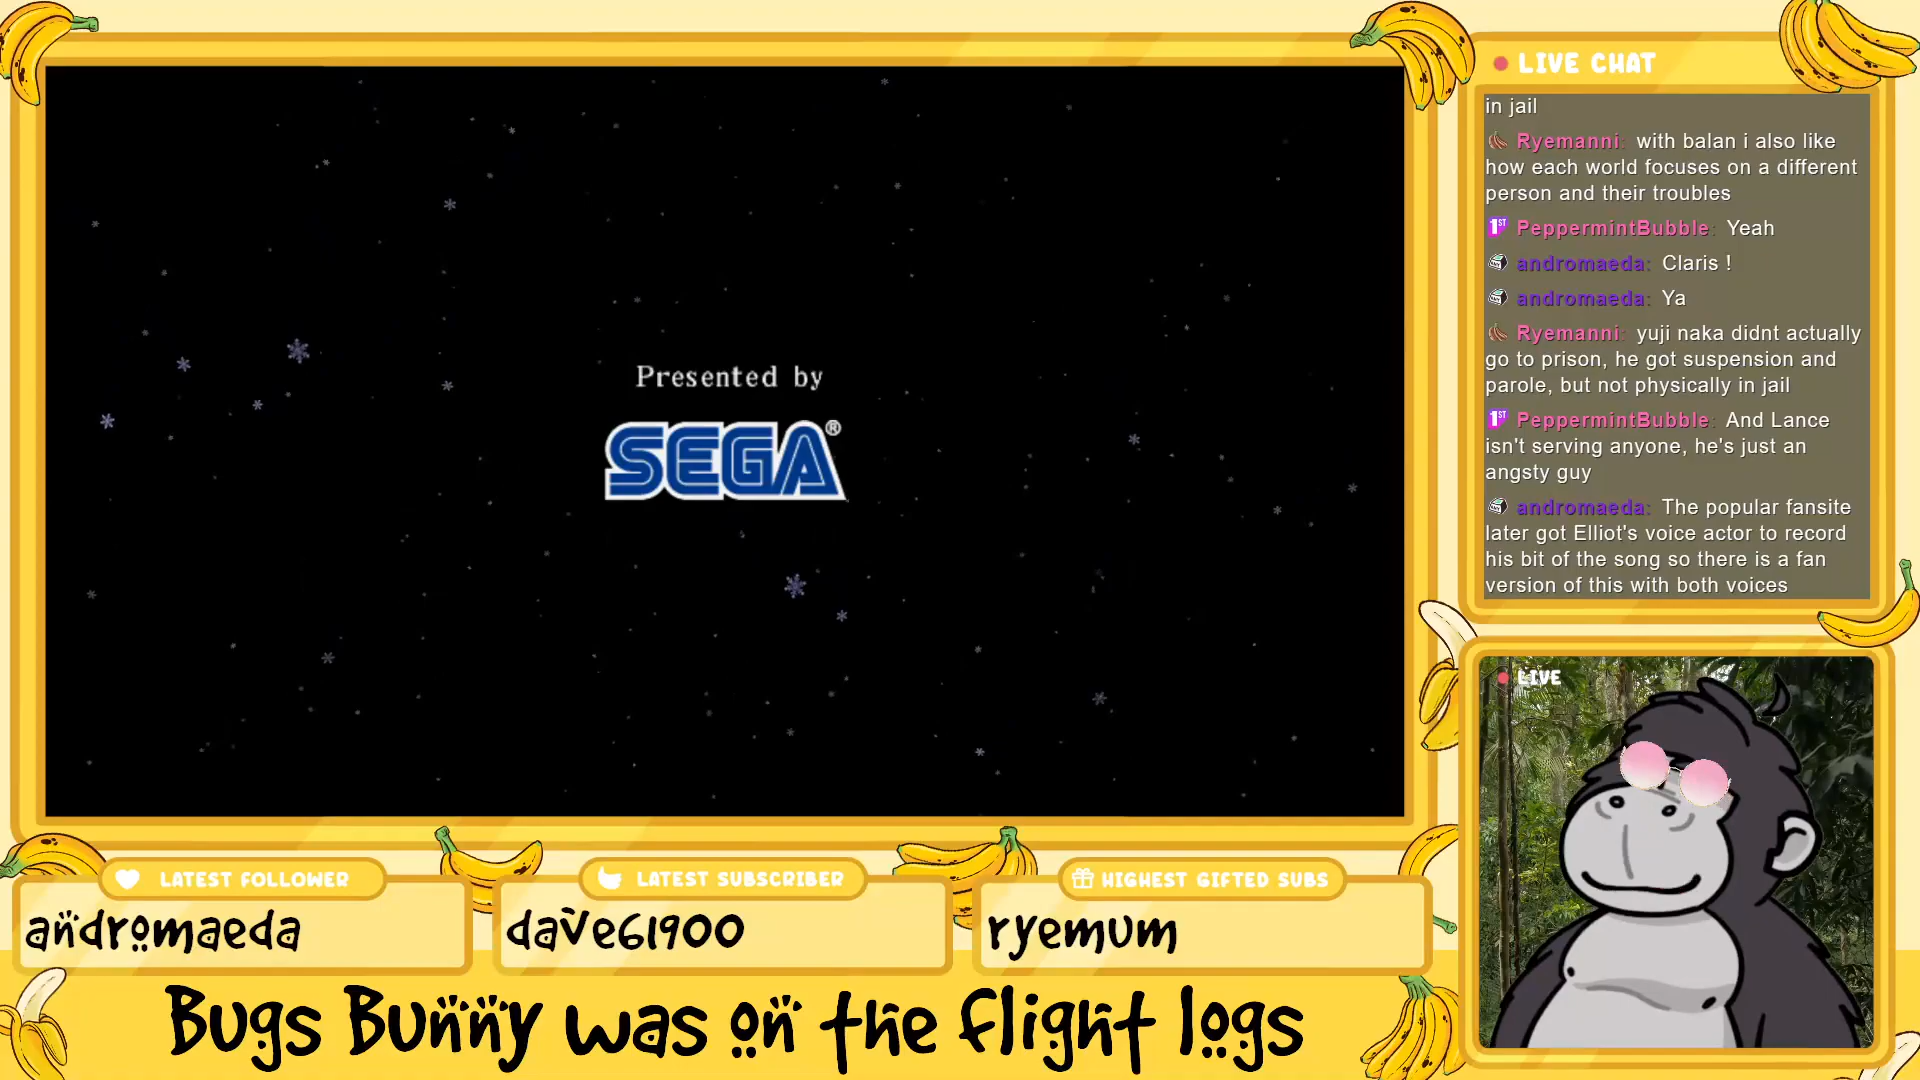 Presented by
SEGA®
LIVE CHAT
in jail
Ryemanni: with balan i also like
how each world focuses on a different
person and their troubles
PeppermintBubble: Yeah
andromaeda: Claris !
andromaeda: Ya
Ryemanni: yuji naka didnt actually
go to prison, he got suspension and
parole, but not physically in jail
PeppermintBubble: And Lance
isn't serving anyone, he's just an
angsty guy
andromaeda: The popular fansite
later got Elliot's voice actor to record
his bit of the song so there is a fan
version of this with both voices
LIVE
LATEST FOLLOWER
andromaeda
LATEST SUBSCRIBER
dave61900
HIGHEST GIFTED SUBS
ryemum
Bugs Bunny was on the flight logs